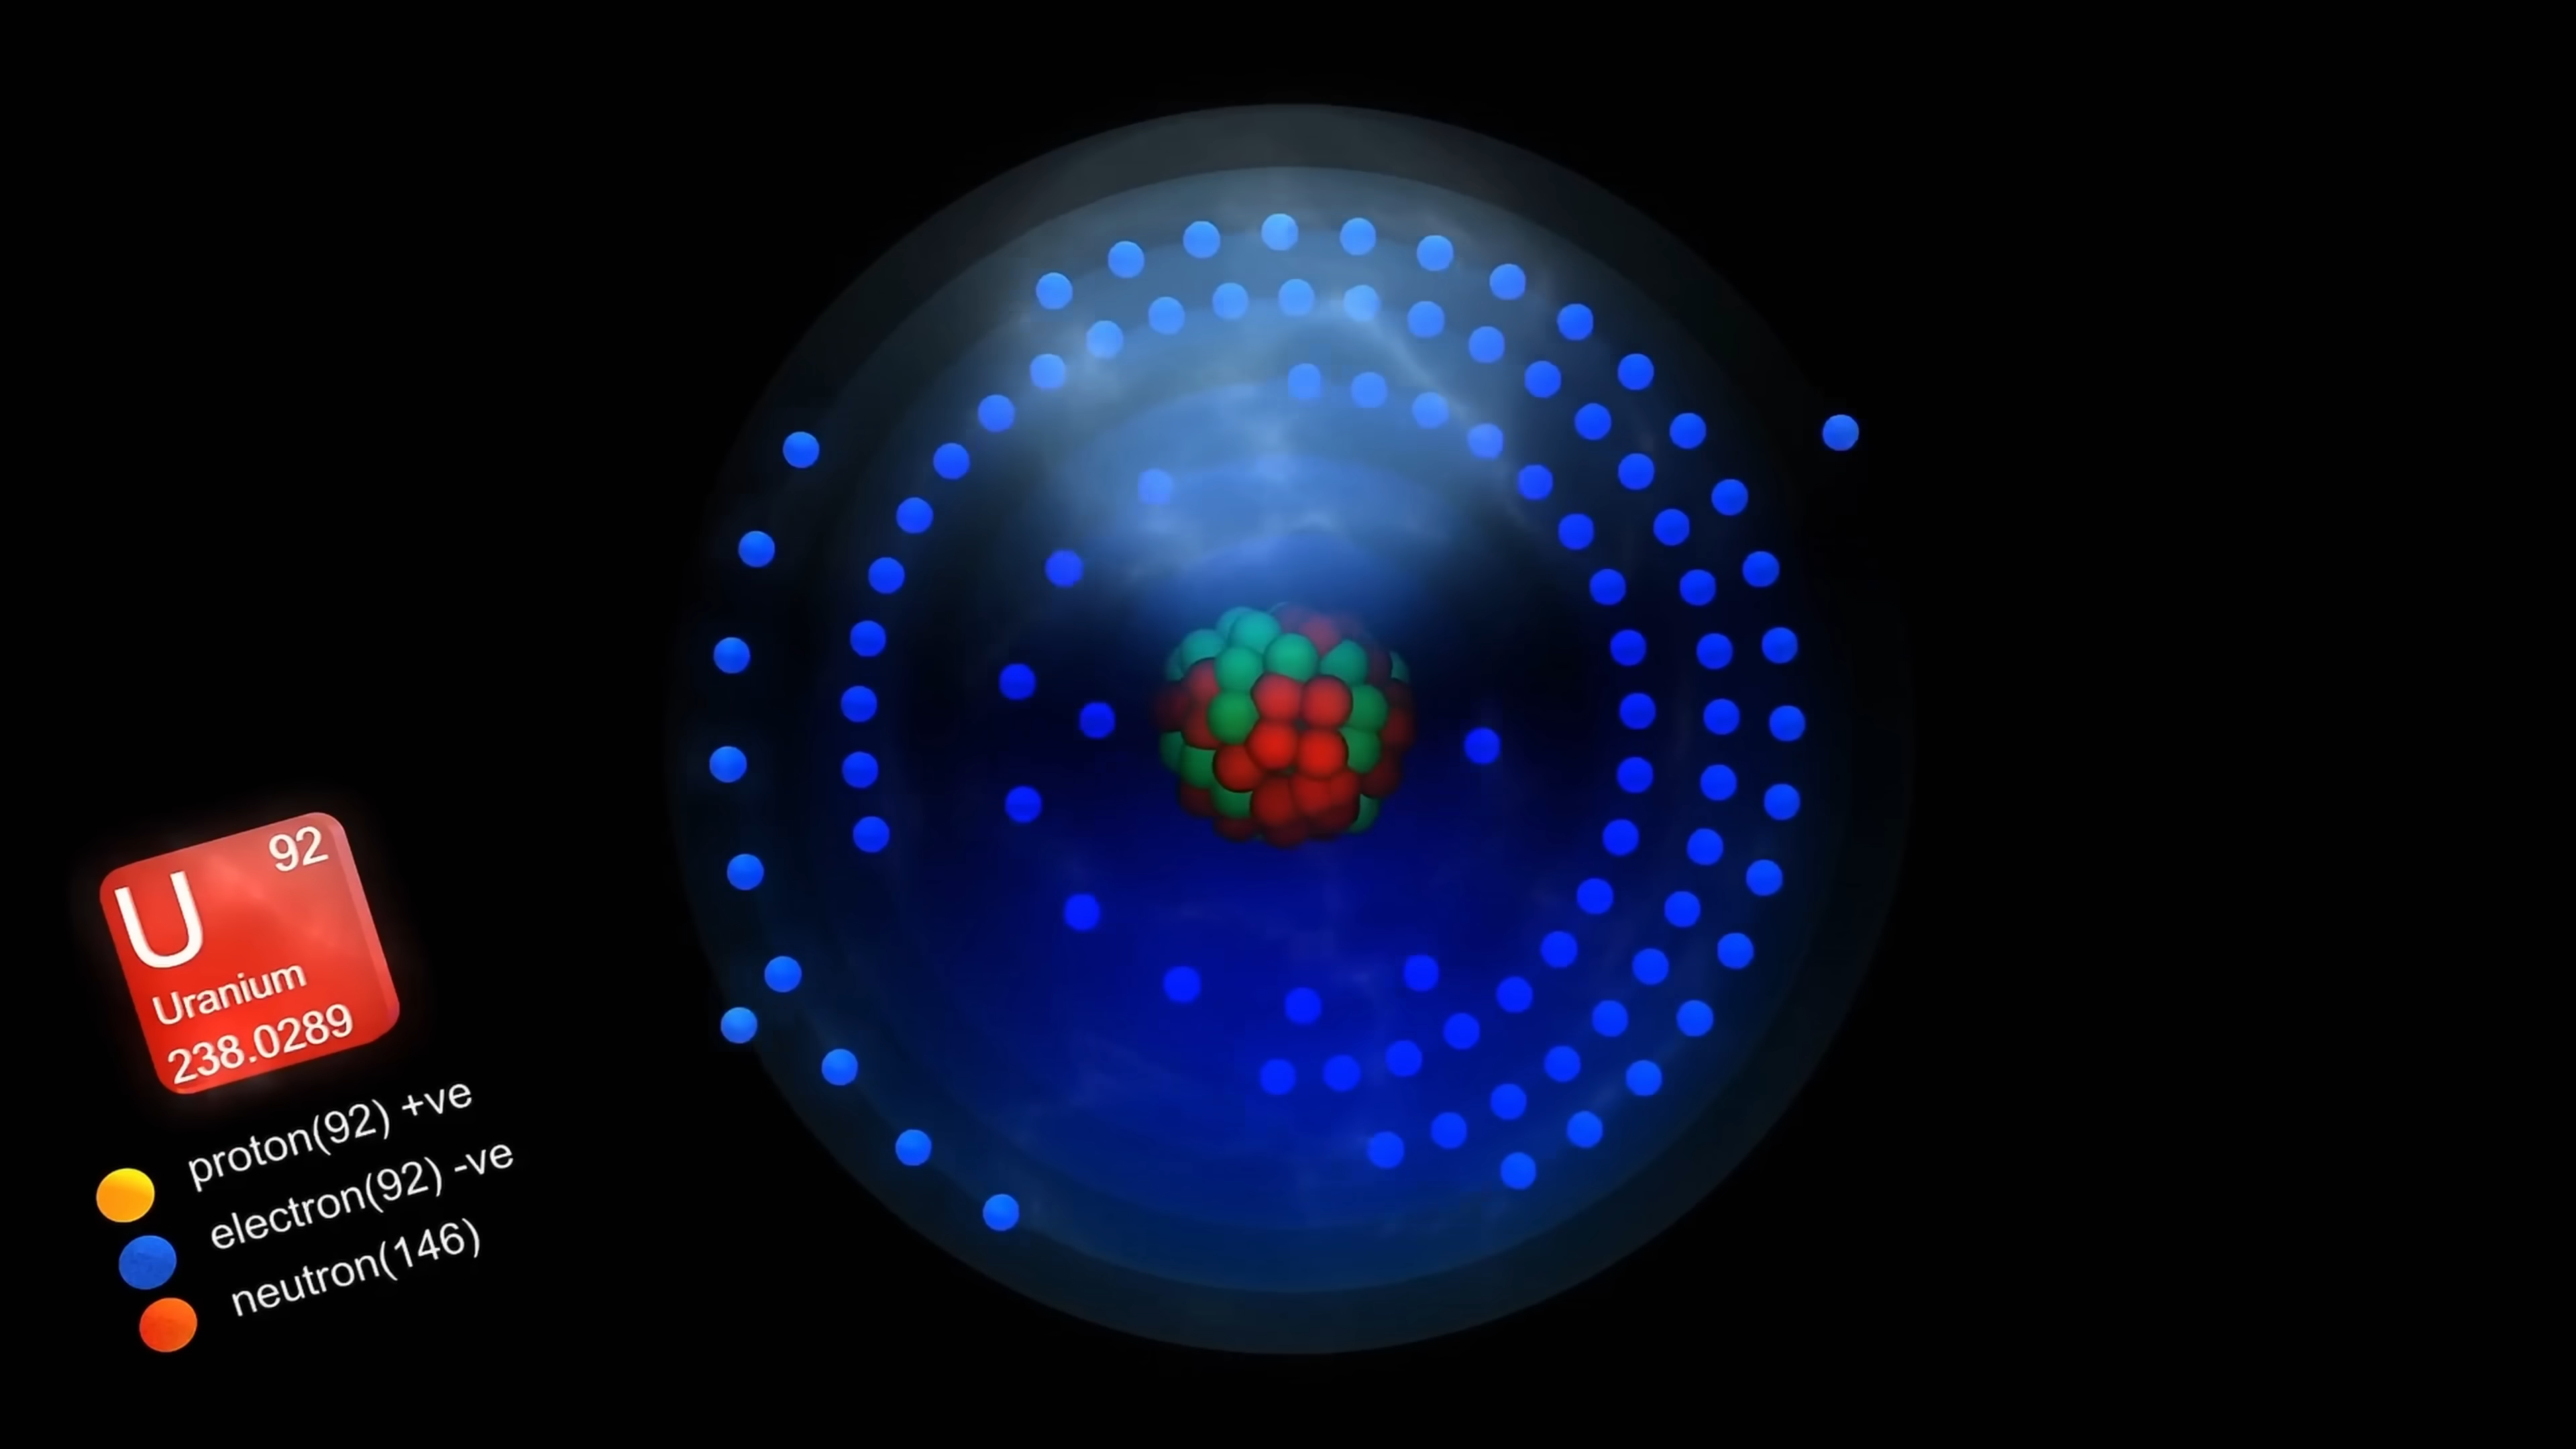 92
U
Uranium
238.0289
proton(92) +ve
electron(92) -ve
neutron(146)